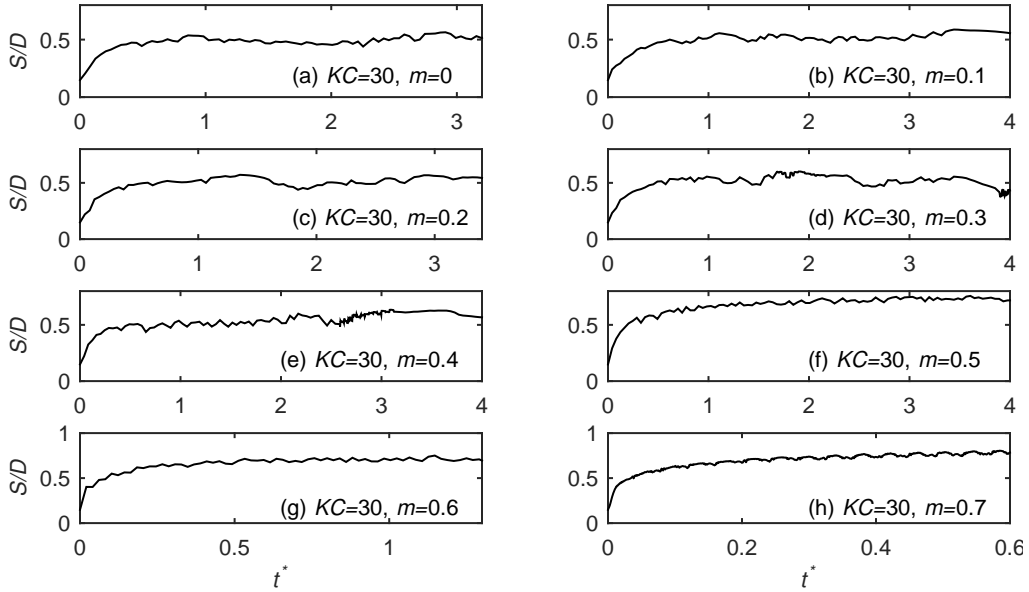 S/D
0.5
0
(a) KC=30, m=0
0 1 2 3
0.5
0
(b) KC=30, m=0.1
0 1 2 3 4
S/D
0.5
0
(c) KC=30, m=0.2
0 1 2 3
0.5
0
(d) KC=30, m=0.3
0 1 2 3 4
S/D
0.5
0
(e) KC=30, m=0.4
0 1 2 3 4
0.5
0
(f) KC=30, m=0.5
0 1 2 3 4
S/D
1
0.5
0
(g) KC=30, m=0.6
0 0.5 1
t*
1
0.5
0
(h) KC=30, m=0.7
0 0.2 0.4 0.6
t*